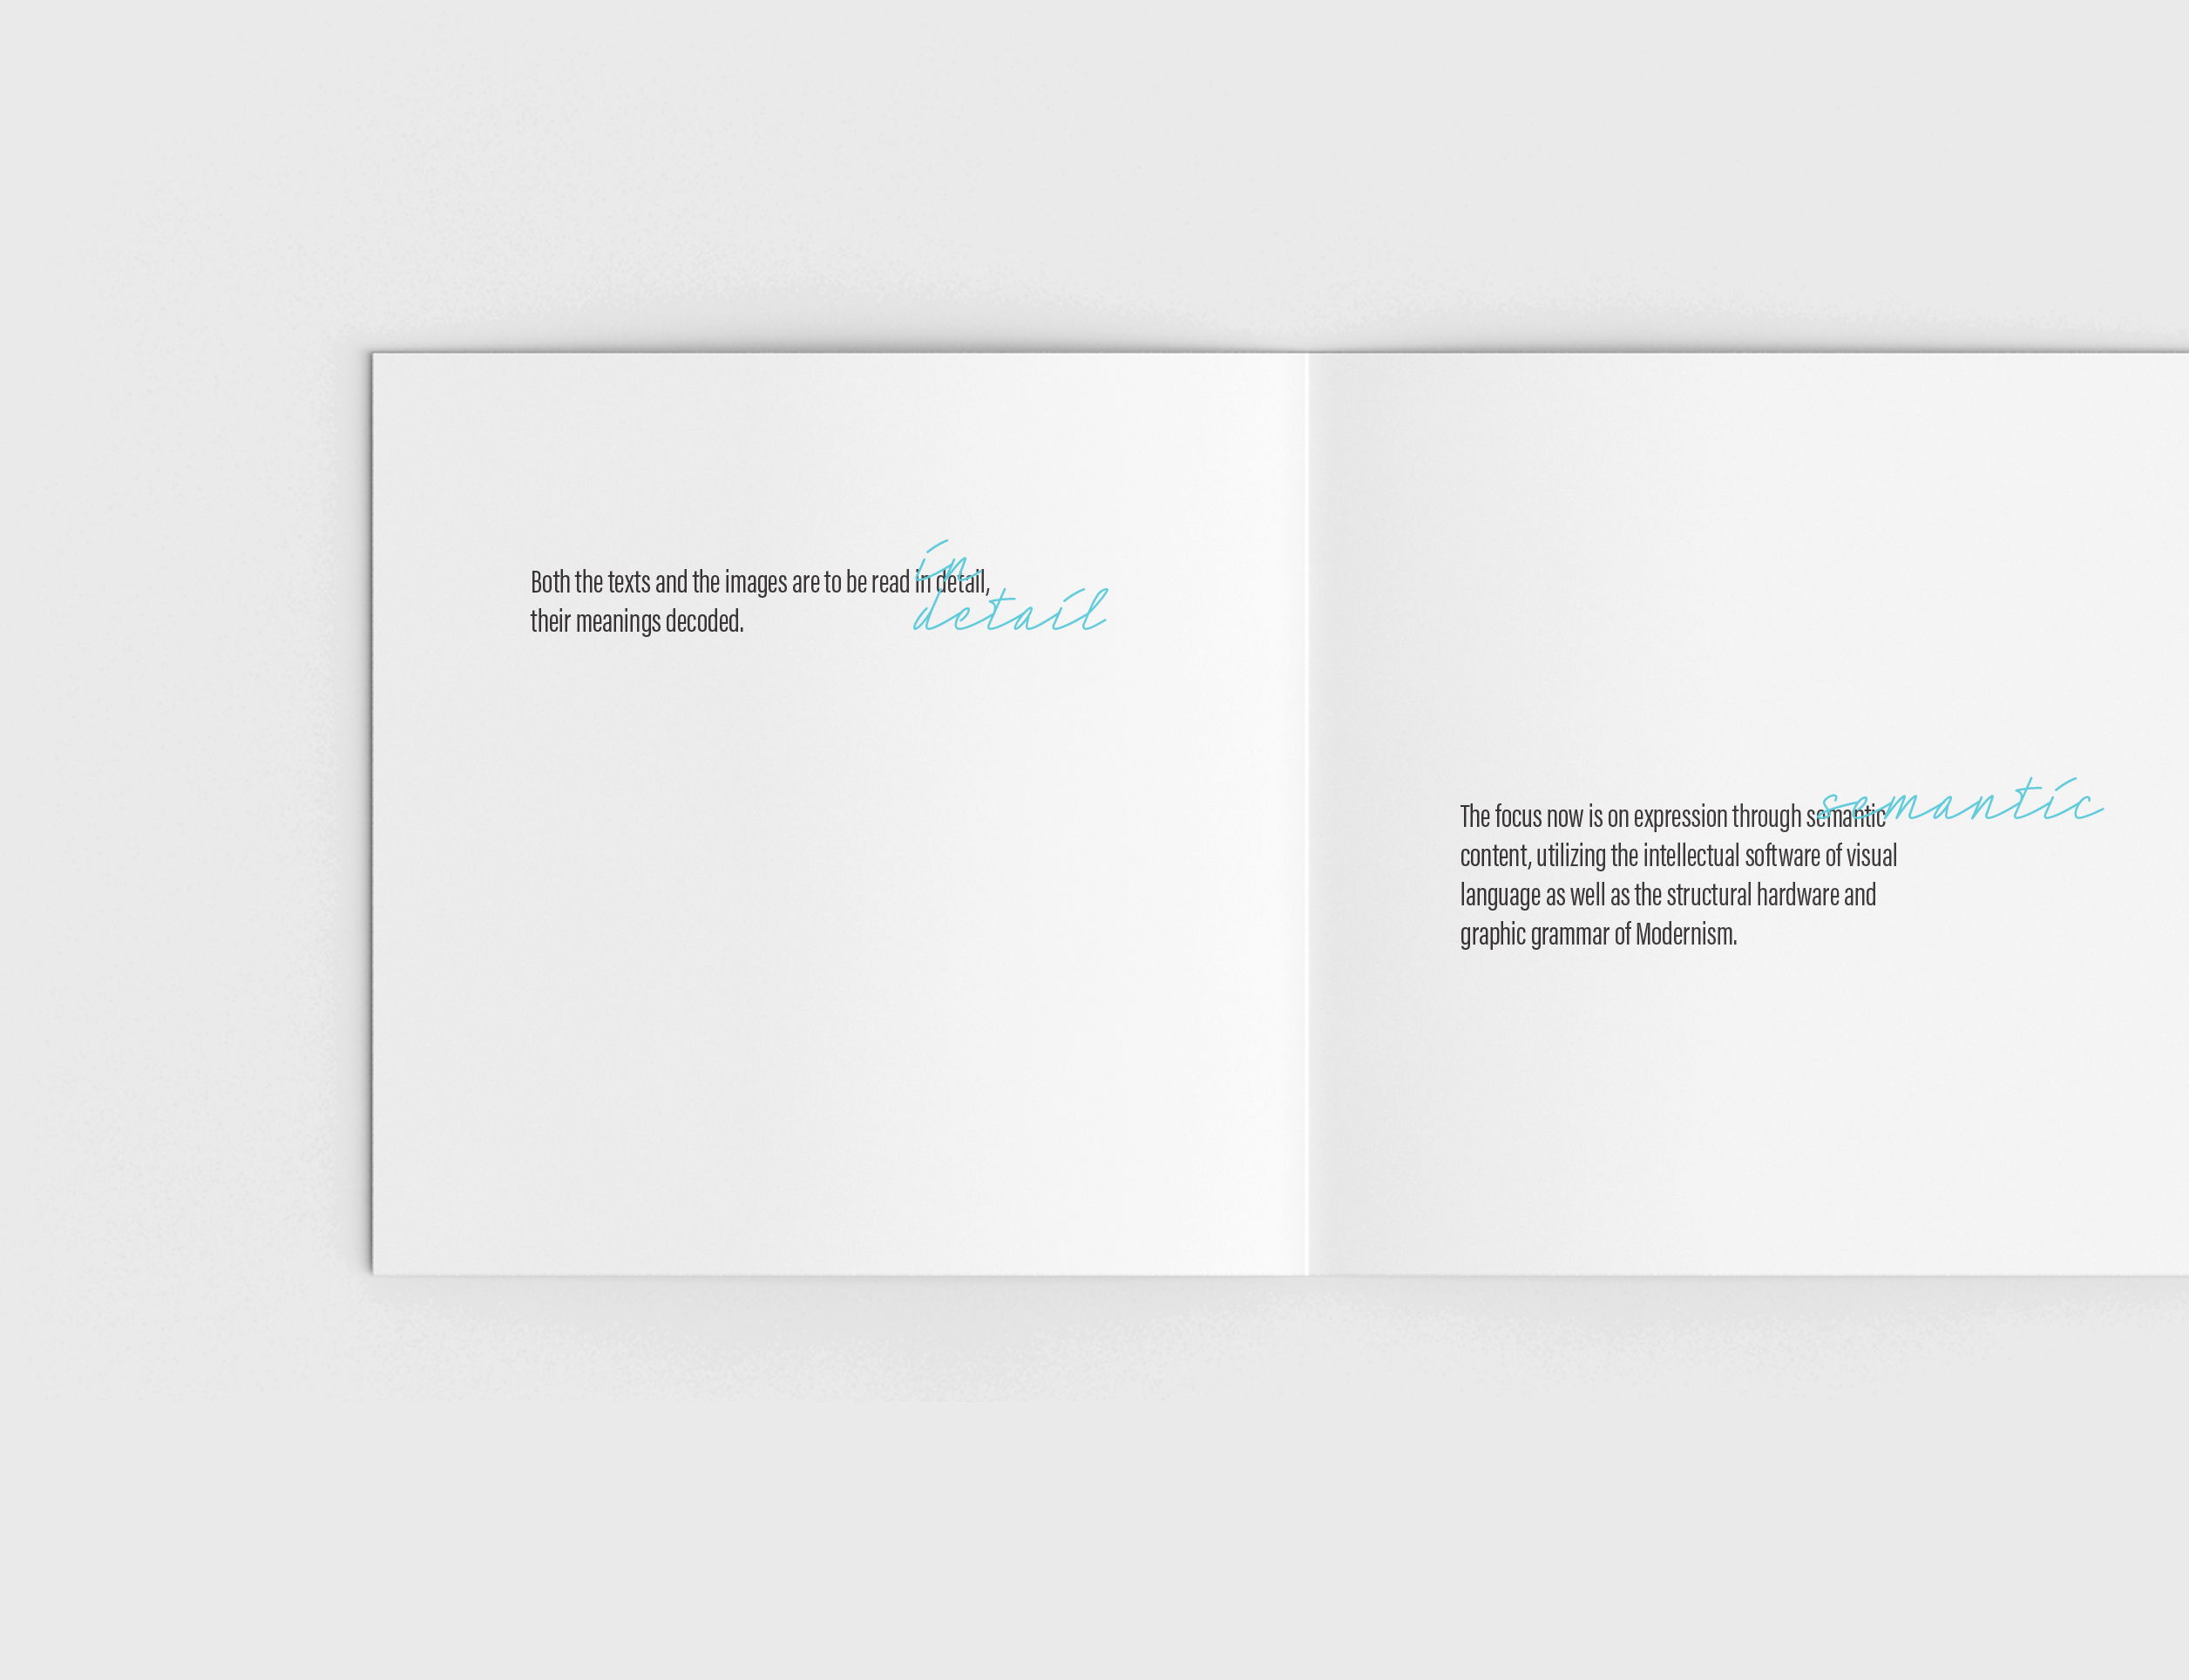 Both the texts and the images are to be read in detail,
their meanings decoded.
in
detail
The focus now is on expression through semantic
content, utilizing the intellectual software of visual
language as well as the structural hardware and
graphic grammar of Modernism.
semantic